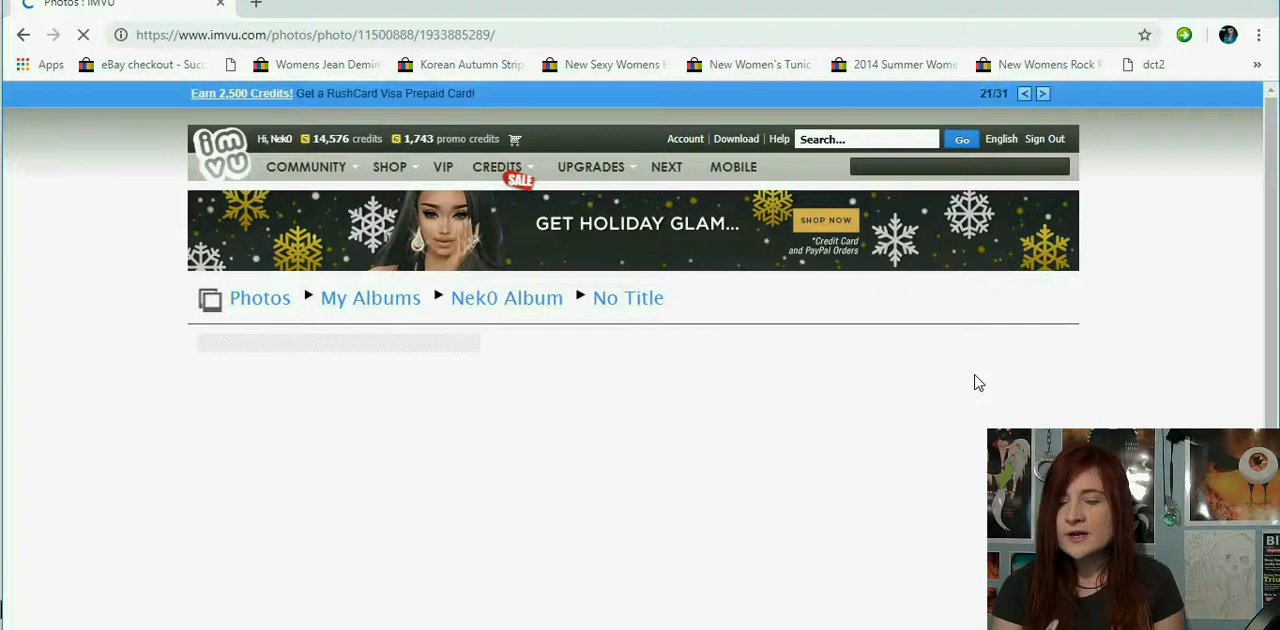 Photos : IMVU
https://www.imvu.com/photos/photo/11500888/1933885289/
Apps eBay checkout - Suc Womens Jean Demim Korean Autumn Strip New Sexy Womens New Women's Tunic 2014 Summer Wome New Womens Rock dct2 »
Earn 2,500 Credits! Get a RushCard Visa Prepaid Card! 21/31 < >
imvu
Hi, Nek0 14,576 credits 1,743 promo credits Account | Download | Help Search... Go English Sign Out
COMMUNITY SHOP VIP CREDITS UPGRADES NEXT MOBILE
SALE
GET HOLIDAY GLAM... SHOP NOW
*Credit Card
and PayPal Orders
Photos My Albums Nek0 Album No Title